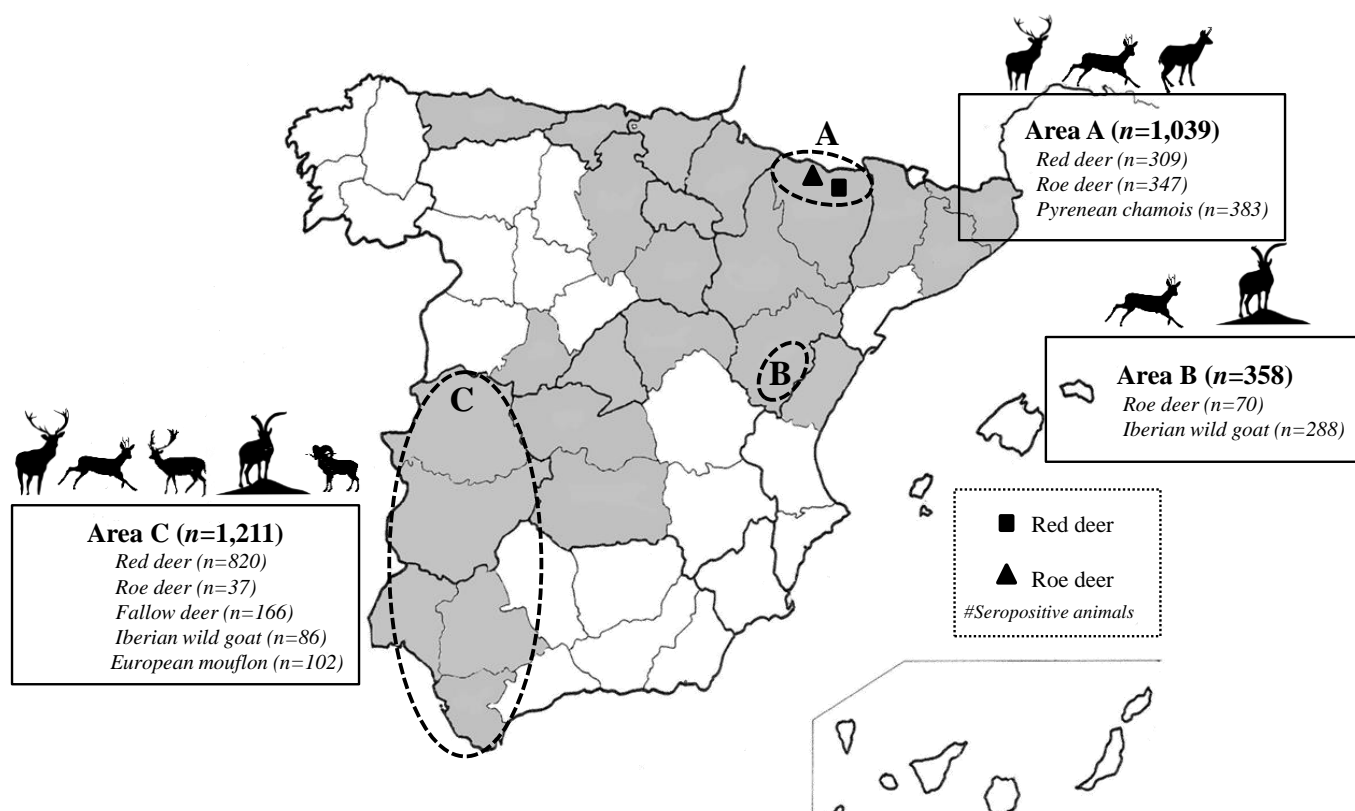 A
Area A (n=1,039)
Red deer (n=309)
Roe deer (n=347)
Pyrenean chamois (n=383)
B
Area B (n=358)
Roe deer (n=70)
Iberian wild goat (n=288)
C
Area C (n=1,211)
Red deer (n=820)
Roe deer (n=37)
Fallow deer (n=166)
Iberian wild goat (n=86)
European mouflon (n=102)
Red deer
Roe deer
#Seropositive animals